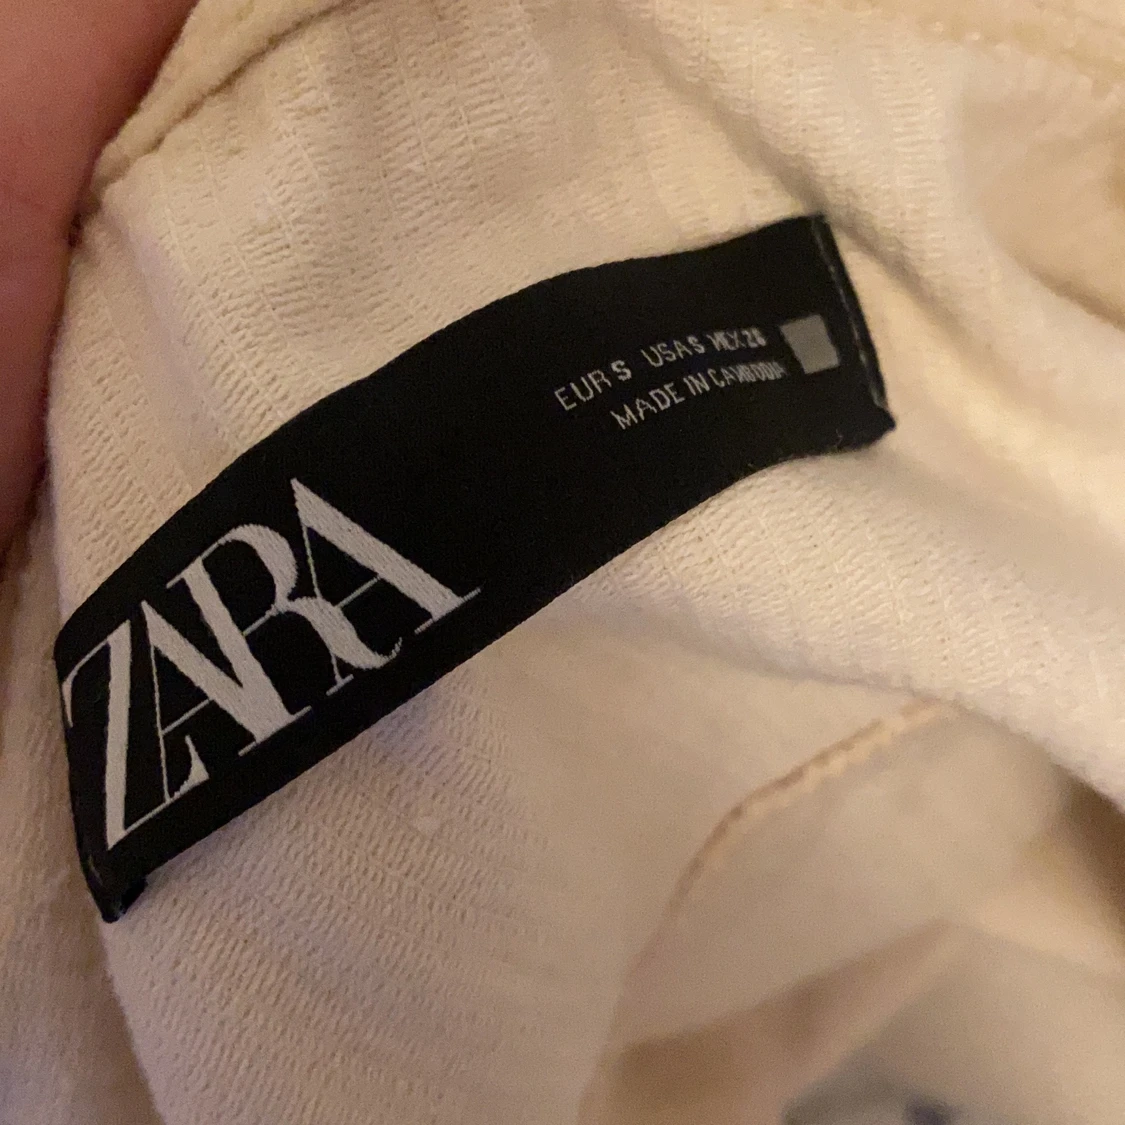 ZARA
EUR S USA S MEX 26
MADE IN CAMBODIA